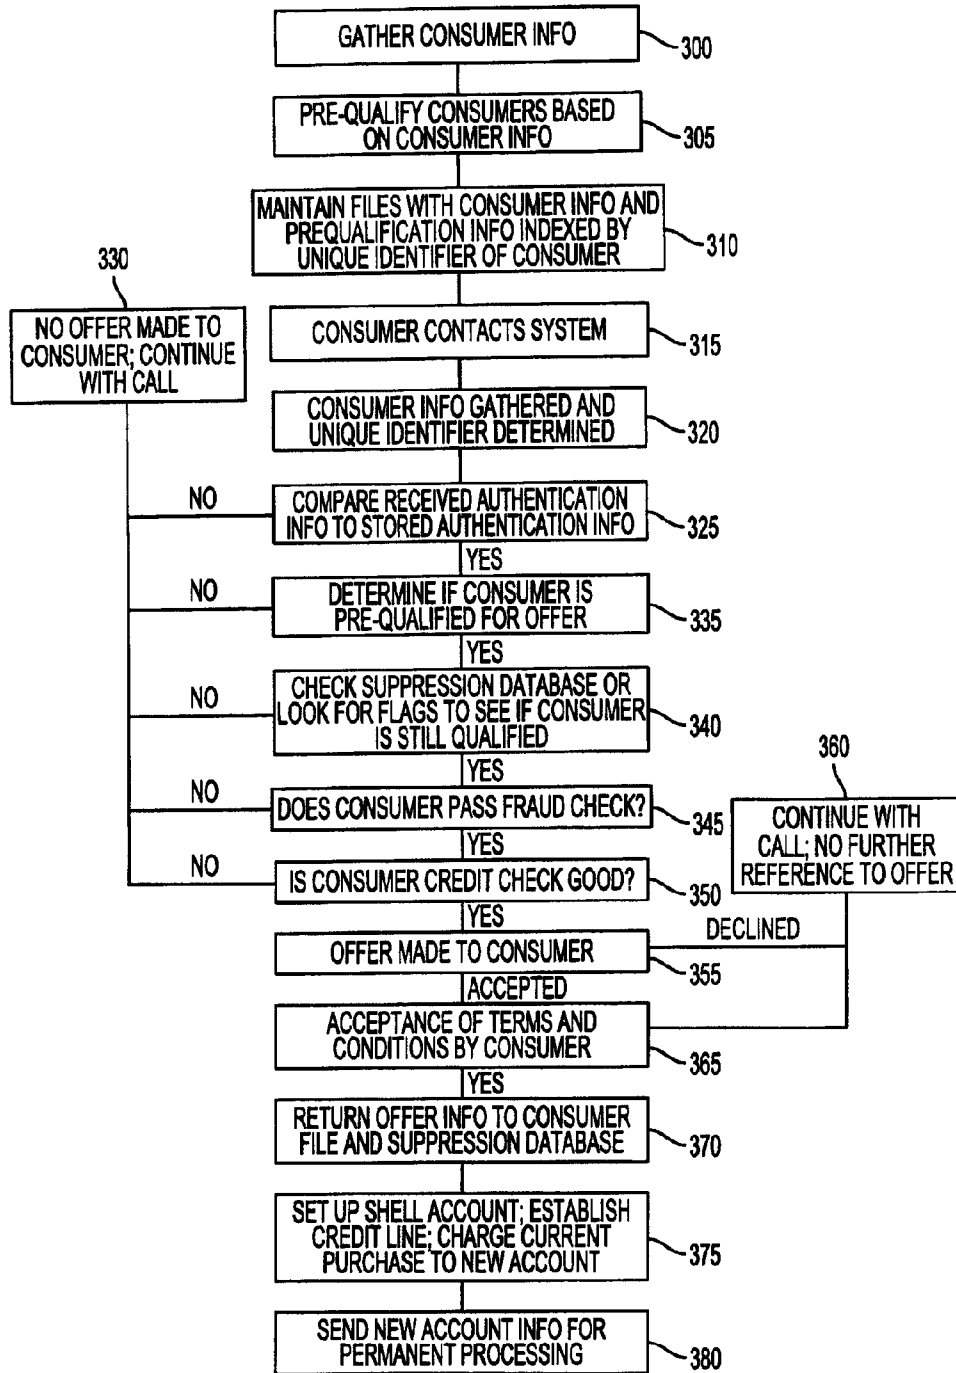 GATHER CONSUMER INFO
300
PRE-QUALIFY CONSUMERS BASED
ON CONSUMER INFO
305
MAINTAIN FILES WITH CONSUMER INFO AND
PREQUALIFICATION INFO INDEXED BY
UNIQUE IDENTIFIER OF CONSUMER
310
330
NO OFFER MADE TO
CONSUMER; CONTINUE
WITH CALL
CONSUMER CONTACTS SYSTEM
315
CONSUMER INFO GATHERED AND
UNIQUE IDENTIFIER DETERMINED
320
NO
COMPARE RECEIVED AUTHENTICATION
INFO TO STORED AUTHENTICATION INFO
325
YES
NO
DETERMINE IF CONSUMER IS
PRE-QUALIFIED FOR OFFER
335
YES
NO
CHECK SUPPRESSION DATABASE OR
LOOK FOR FLAGS TO SEE IF CONSUMER
IS STILL QUALIFIED
340
YES
NO
DOES CONSUMER PASS FRAUD CHECK?
345
YES
360
CONTINUE WITH
CALL; NO FURTHER
REFERENCE TO OFFER
NO
IS CONSUMER CREDIT CHECK GOOD?
350
YES
OFFER MADE TO CONSUMER
355
DECLINED
ACCEPTED
ACCEPTANCE OF TERMS AND
CONDITIONS BY CONSUMER
365
YES
RETURN OFFER INFO TO CONSUMER
FILE AND SUPPRESSION DATABASE
370
SET UP SHELL ACCOUNT; ESTABLISH
CREDIT LINE; CHARGE CURRENT
PURCHASE TO NEW ACCOUNT
375
SEND NEW ACCOUNT INFO FOR
PERMANENT PROCESSING
380